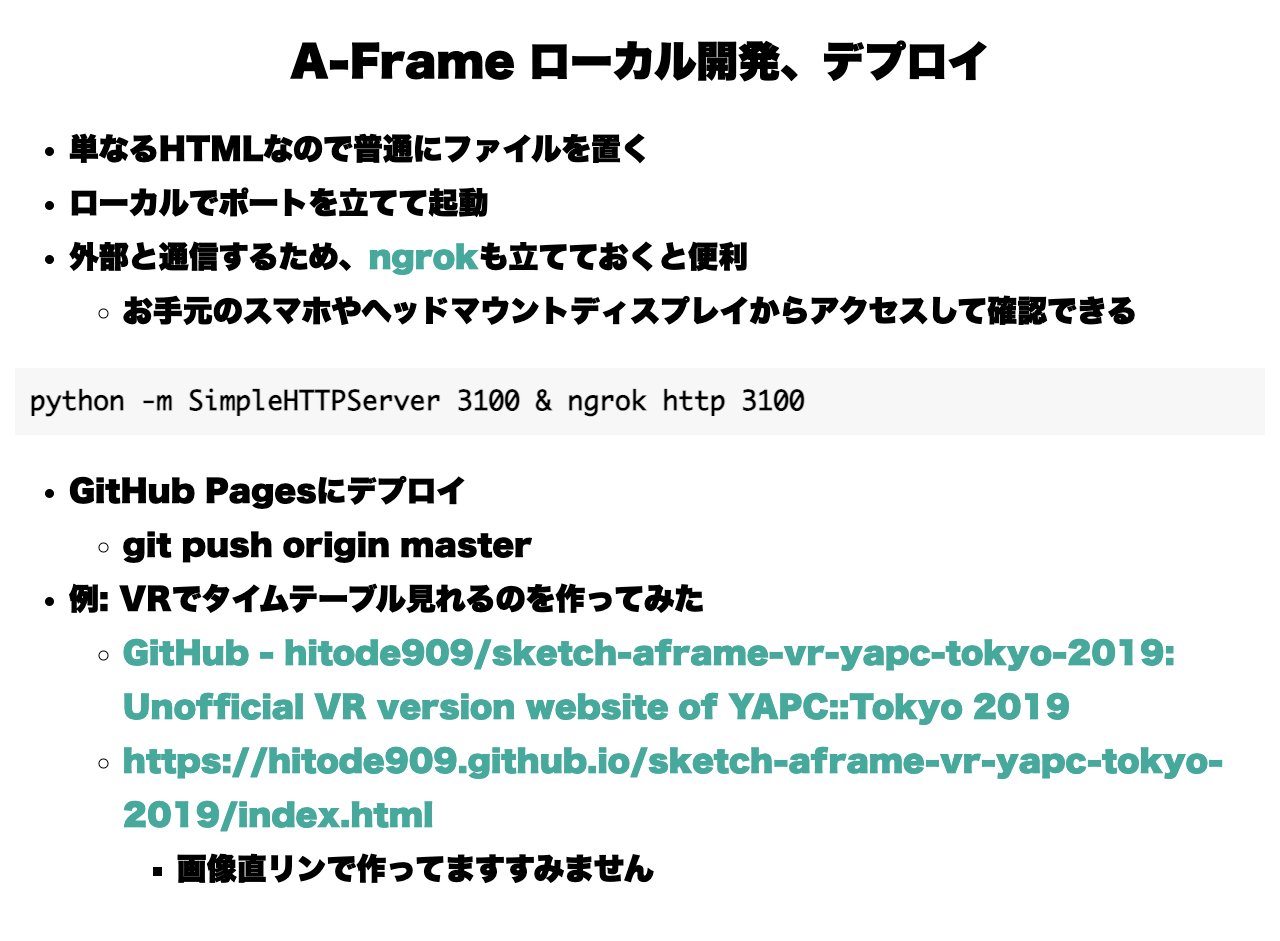 A-Frame ローカル開発、デプロイ
単なるHTMLなので普通にファイルを置く
ローカルでポートを立てて起動
外部と通信するため、ngrokも立てておくと便利
お手元のスマホやヘッドマウントディスプレイからアクセスして確認できる
python -m SimpleHTTPServer 3100 & ngrok http 3100
GitHub Pagesにデプロイ
git push origin master
例: VRでタイムテーブル見れるのを作ってみた
GitHub - hitode909/sketch-aframe-vr-yapc-tokyo-2019:
Unofficial VR version website of YAPC::Tokyo 2019
https://hitode909.github.io/sketch-aframe-vr-yapc-tokyo-
2019/index.html
画像直リンで作ってますすみません